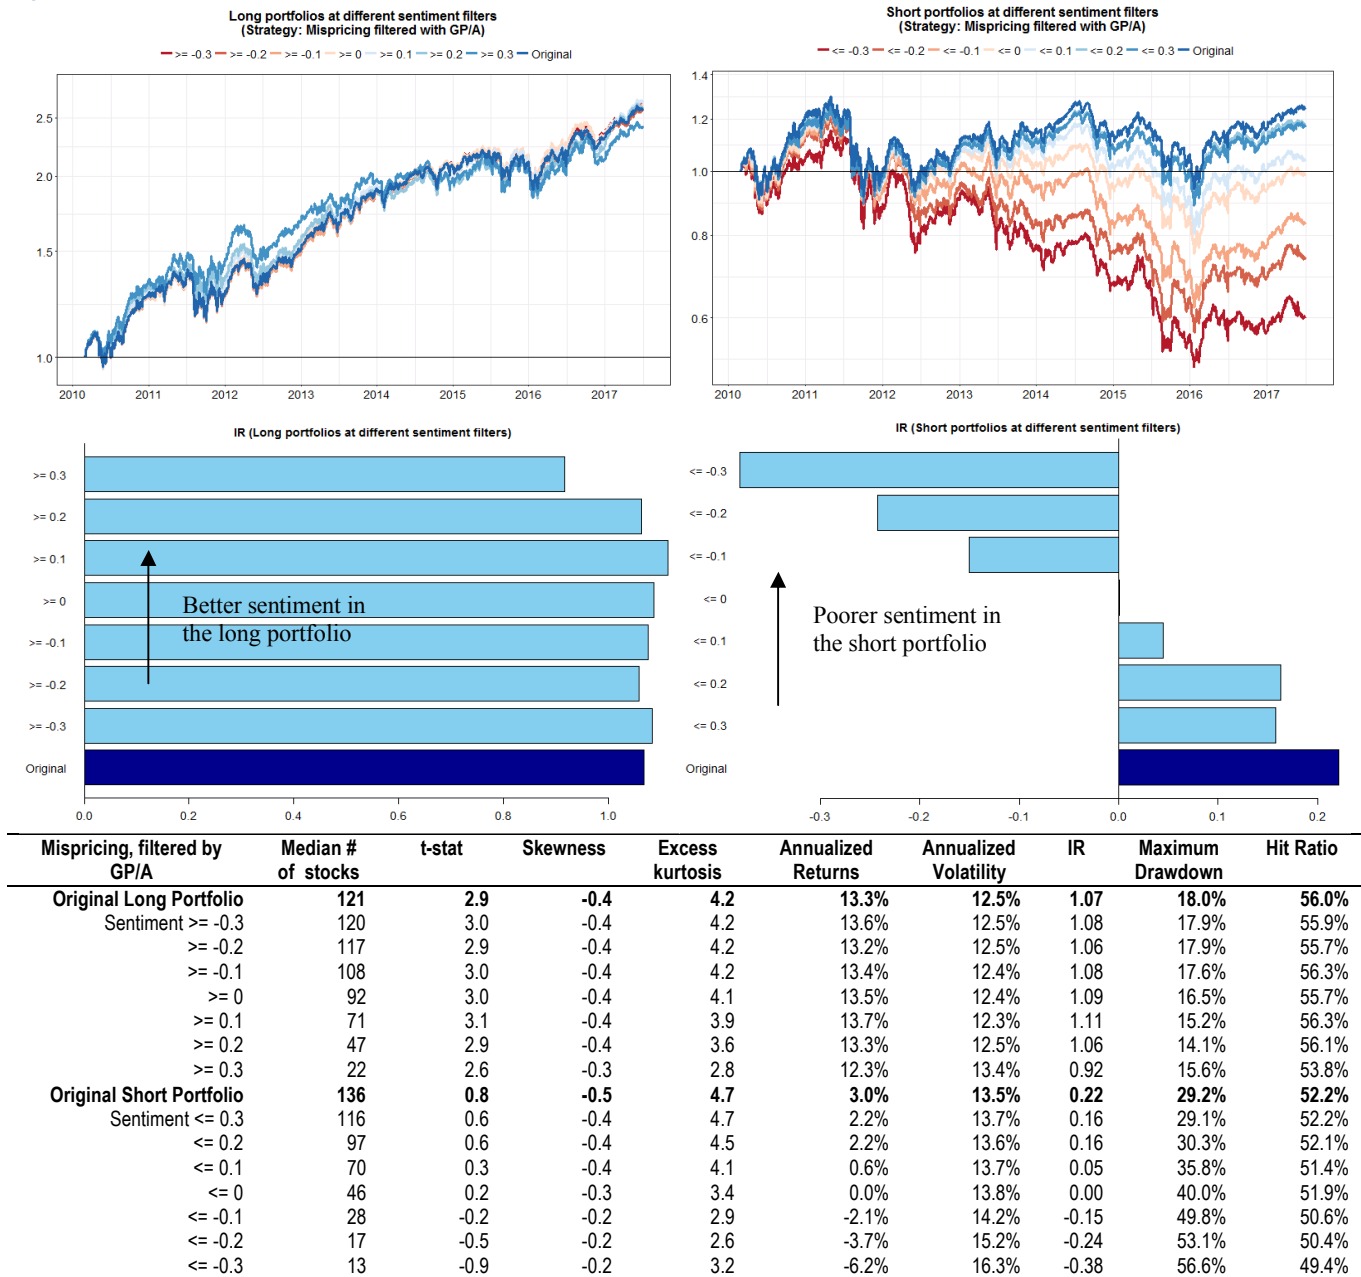 Long portfolios at different sentiment filters
(Strategy: Mispricing filtered with GP/A)
>= -0.3 >= -0.2 >= -0.1 >= 0 >= 0.1 >= 0.2 >= 0.3 Original
2.5
2.0
1.5
1.0
2010 2011 2012 2013 2014 2015 2016 2017
Short portfolios at different sentiment filters
(Strategy: Mispricing filtered with GP/A)
<= -0.3 <= -0.2 <= -0.1 <= 0 <= 0.1 <= 0.2 <= 0.3 Original
1.4
1.2
1.0
0.8
0.6
2010 2011 2012 2013 2014 2015 2016 2017
IR (Long portfolios at different sentiment filters)
>= 0.3
>= 0.2
>= 0.1
>= 0
>= -0.1
>= -0.2
>= -0.3
Original
Better sentiment in
the long portfolio
0.0 0.2 0.4 0.6 0.8 1.0
IR (Short portfolios at different sentiment filters)
<= -0.3
<= -0.2
<= -0.1
<= 0
<= 0.1
<= 0.2
<= 0.3
Original
Poorer sentiment in
the short portfolio
-0.3 -0.2 -0.1 0.0 0.1 0.2
Mispricing, filtered by Median # t-stat Skewness Excess Annualized Annualized IR Maximum Hit Ratio
GP/A of stocks kurtosis Returns Volatility Drawdown
Original Long Portfolio 121 2.9 -0.4 4.2 13.3% 12.5% 1.07 18.0% 56.0%
Sentiment >= -0.3 120 3.0 -0.4 4.2 13.6% 12.5% 1.08 17.9% 55.9%
>= -0.2 117 2.9 -0.4 4.2 13.2% 12.5% 1.06 17.9% 55.7%
>= -0.1 108 3.0 -0.4 4.2 13.4% 12.4% 1.08 17.6% 56.3%
>= 0 92 3.0 -0.4 4.1 13.5% 12.4% 1.09 16.5% 55.7%
>= 0.1 71 3.1 -0.4 3.9 13.7% 12.3% 1.11 15.2% 56.3%
>= 0.2 47 2.9 -0.4 3.6 13.3% 12.5% 1.06 14.1% 56.1%
>= 0.3 22 2.6 -0.3 2.8 12.3% 13.4% 0.92 15.6% 53.8%
Original Short Portfolio 136 0.8 -0.5 4.7 3.0% 13.5% 0.22 29.2% 52.2%
Sentiment <= 0.3 116 0.6 -0.4 4.7 2.2% 13.7% 0.16 29.1% 52.2%
<= 0.2 97 0.6 -0.4 4.5 2.2% 13.6% 0.16 30.3% 52.1%
<= 0.1 70 0.3 -0.4 4.1 0.6% 13.7% 0.05 35.8% 51.4%
<= 0 46 0.2 -0.3 3.4 0.0% 13.8% 0.00 40.0% 51.9%
<= -0.1 28 -0.2 -0.2 2.9 -2.1% 14.2% -0.15 49.8% 50.6%
<= -0.2 17 -0.5 -0.2 2.6 -3.7% 15.2% -0.24 53.1% 50.4%
<= -0.3 13 -0.9 -0.2 3.2 -6.2% 16.3% -0.38 56.6% 49.4%